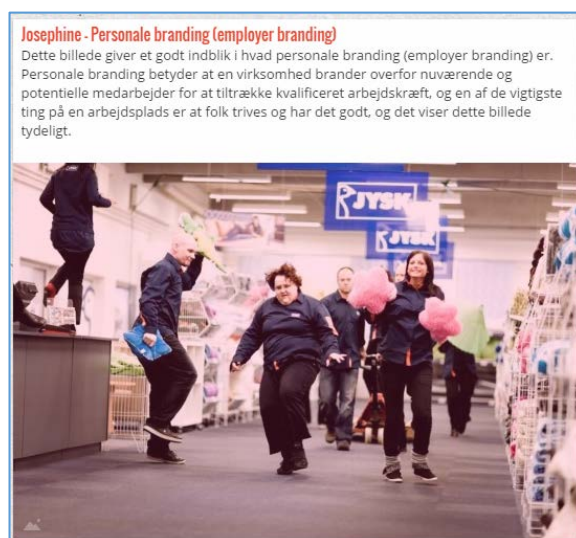 Josephine - Personale branding (employer branding)
Dette billede giver et godt indblik i hvad personale branding (employer branding) er.
Personale branding betyder at en virksomhed brander overfor nuværende og
potentielle medarbejder for at tiltrække kvalificeret arbejdskræft, og en af de vigtigste
ting på en arbejdsplads er at folk trives og har det godt, og det viser dette billede
tydeligt.
JYSK
JYSK